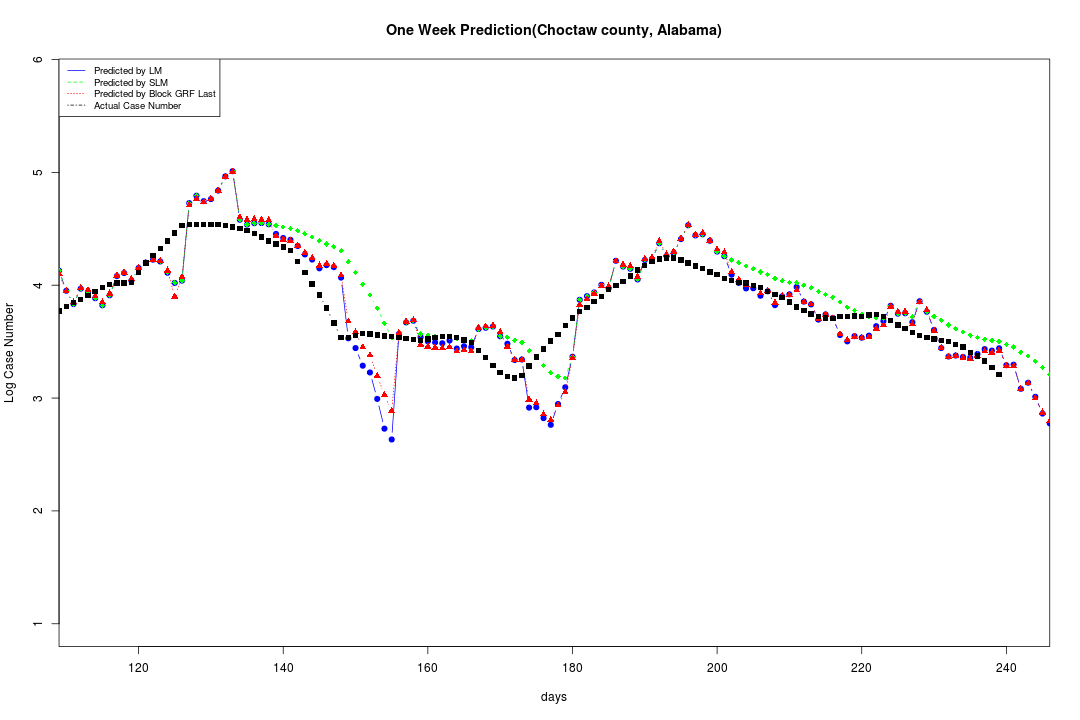 One Week Prediction(Choctaw county, Alabama)
Predicted by LM
Predicted by SLM
Predicted by Block GRF Last
Actual Case Number
6
5
4
3
2
1
Log Case Number
120 140 160 180 200 220 240
days